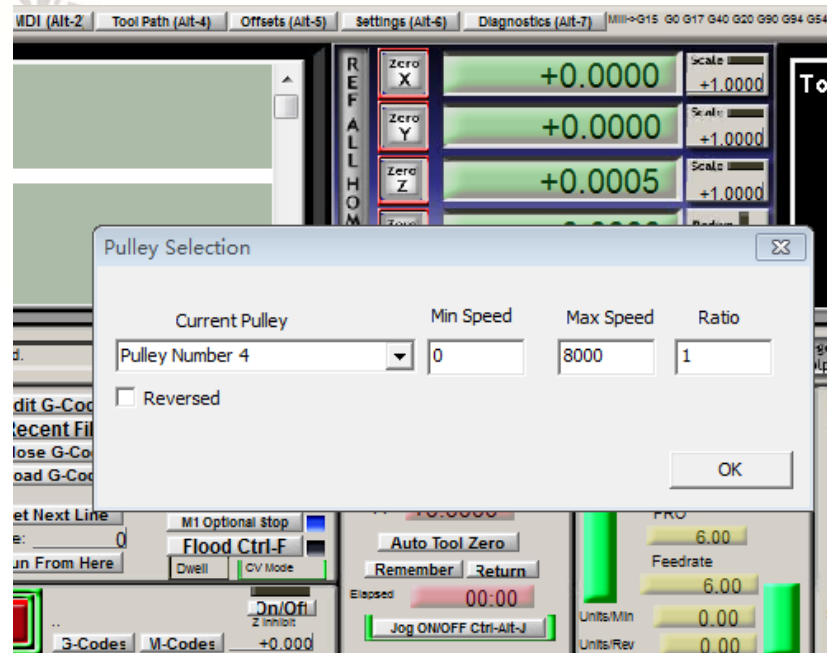 MDI (Alt-2 Tool Path (Alt-4) Offsets (Alt-5) Settings (Alt-6) Diagnostics (Alt-7) Mill->G15 G0 G17 G40 G20 G90 G94 G54
REF ALL HOM
Zero X +0.0000 Scale +1.0000
To
Zero Y +0.0000 Scale +1.0000
Zero Z +0.0005 Scale +1.0000
Pulley Selection
Current Pulley Min Speed Max Speed Ratio
Pulley Number 4 0 8000 1
Reversed
OK
d.
dit G-Cod
Recent Fil
lose G-Co
oad G-Cod
et Next Line
e: 0
un From Here
M1 Optional Stop
Flood Ctrl-F
Dwell CV Mode
On/Off
Z Inhibit
+0.000
..
G-Codes M-Codes
Auto Tool Zero
Remember Return
Elapsed 00:00
Jog ON/OFF Ctrl-Alt-J
FRO
6.00
Feedrate
6.00
Units/Min 0.00
Units/Rev 0.00